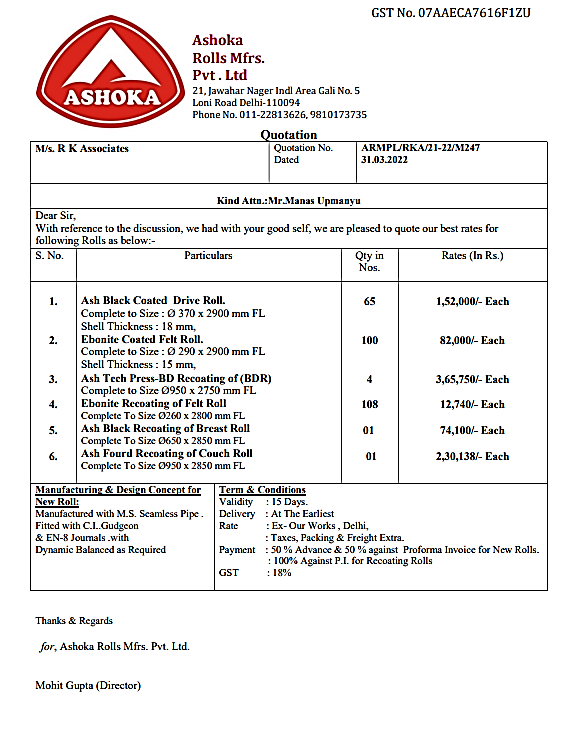 GST No. 07AAECA7616F1ZU
ASHOKA
Ashoka
Rolls Mfrs.
Pvt . Ltd
21, Jawahar Nager Indl Area Gali No. 5
Loni Road Delhi-110094
Phone No. 011-22813626, 9810173735
Quotation
M/s. R K Associates
Quotation No. ARMPL/RKA/21-22/M247
Dated 31.03.2022
Kind Attn.:Mr.Manas Upmanyu
Dear Sir,
With reference to the discussion, we had with your good self, we are pleased to quote our best rates for
following Rolls as below:-
S. No. Particulars Qty in Rates (In Rs.)
Nos.
1. Ash Black Coated Drive Roll. 65 1,52,000/- Each
Complete to Size : Ø 370 x 2900 mm FL
Shell Thickness : 18 mm,
2. Ebonite Coated Felt Roll. 100 82,000/- Each
Complete to Size : Ø 290 x 2900 mm FL
Shell Thickness : 15 mm,
3. Ash Tech Press-BD Recoating of (BDR) 4 3,65,750/- Each
Complete to Size Ø950 x 2750 mm FL
4. Ebonite Recoating of Felt Roll 108 12,740/- Each
Complete To Size Ø260 x 2800 mm FL
5. Ash Black Recoating of Breast Roll 01 74,100/- Each
Complete To Size Ø650 x 2850 mm FL
6. Ash Fourd Recoating of Couch Roll 01 2,30,138/- Each
Complete To Size Ø950 x 2850 mm FL
Manufacturing & Design Concept for
New Roll:
Manufactured with M.S. Seamless Pipe .
Fitted with C.I..Gudgeon
& EN-8 Journals .with
Dynamic Balanced as Required
Term & Conditions
Validity : 15 Days.
Delivery : At The Earliest
Rate : Ex- Our Works , Delhi,
: Taxes, Packing & Freight Extra.
Payment : 50 % Advance & 50 % against Proforma Invoice for New Rolls.
: 100% Against P.I. for Recoating Rolls
GST : 18%
Thanks & Regards
for, Ashoka Rolls Mfrs. Pvt. Ltd.
Mohit Gupta (Director)